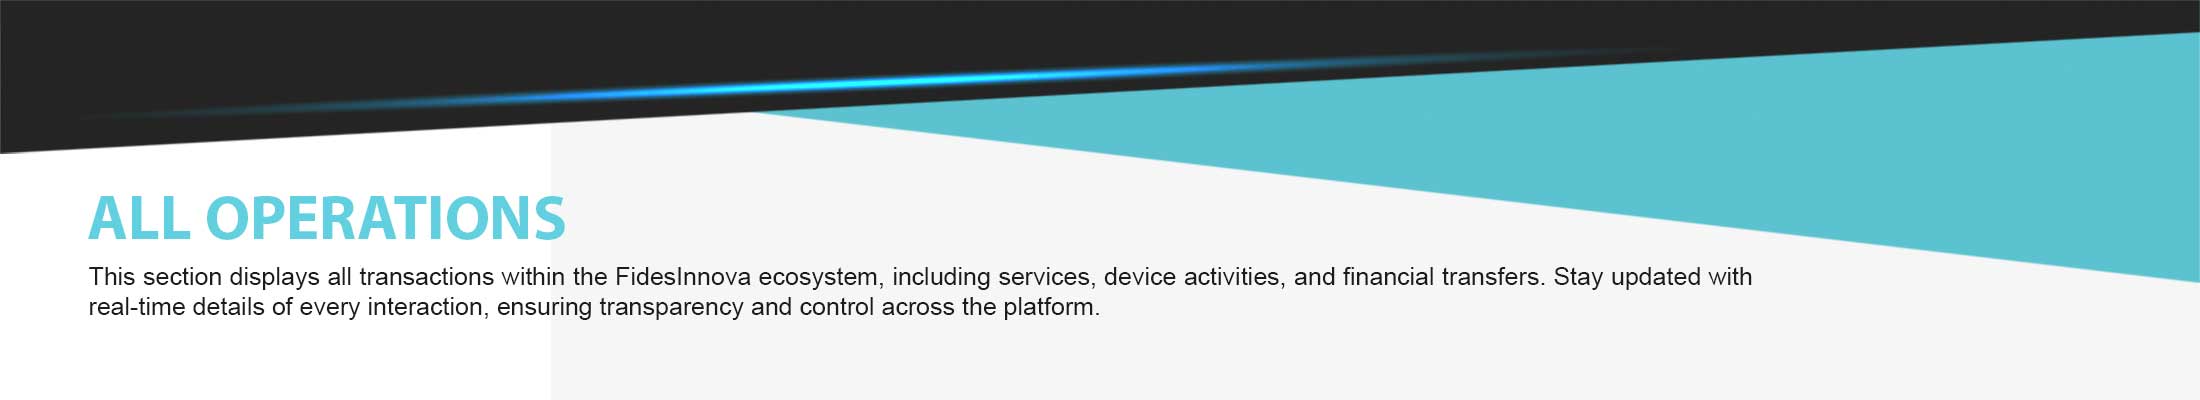 ALL OPERATIONS
This section displays all transactions within the FidesInnova ecosystem, including services, device activities, and financial transfers. Stay updated with
real-time details of every interaction, ensuring transparency and control across the platform.